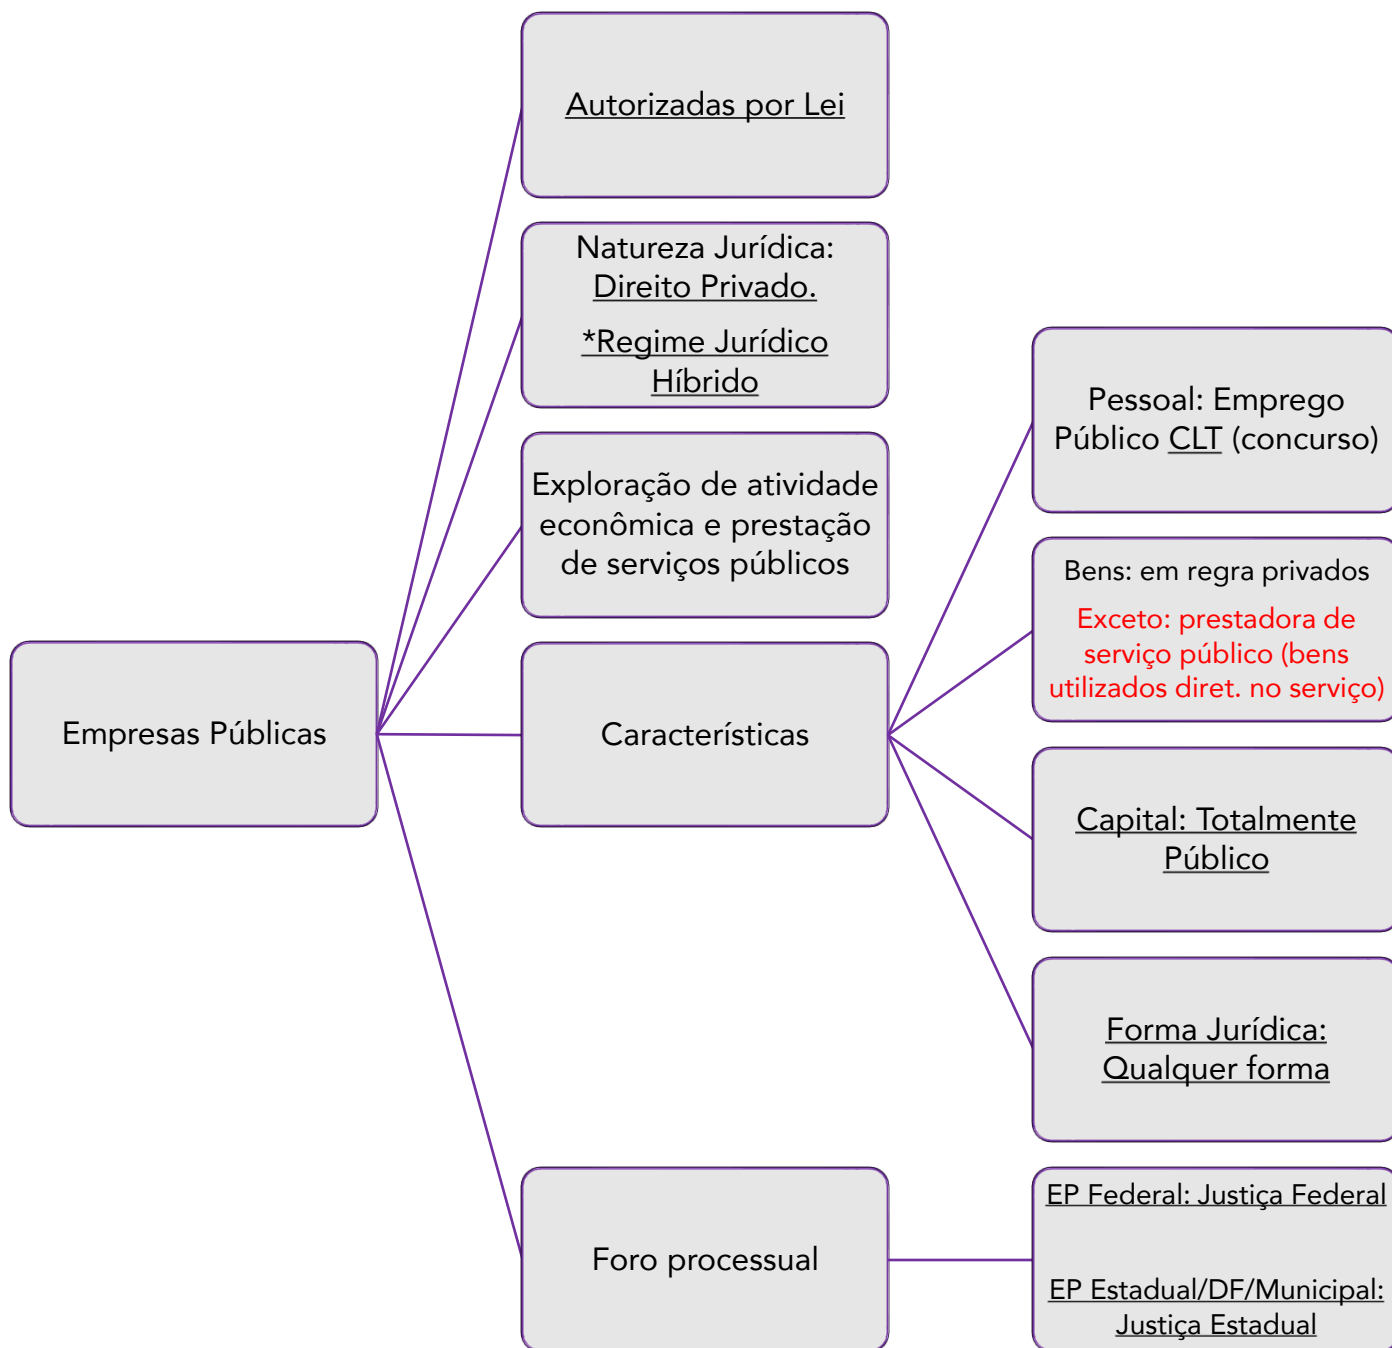 Autorizadas por Lei
Natureza Jurídica:
Direito Privado.
*Regime Jurídico
Híbrido
Exploração de atividade
econômica e prestação
de serviços públicos
Empresas Públicas
Características
Pessoal: Emprego
Público CLT (concurso)
Bens: em regra privados
Exceto: prestadora de
serviço público (bens
utilizados diret. no serviço)
Capital: Totalmente
Público
Forma Jurídica:
Qualquer forma
Foro processual
EP Federal: Justiça Federal
EP Estadual/DF/Municipal:
Justiça Estadual